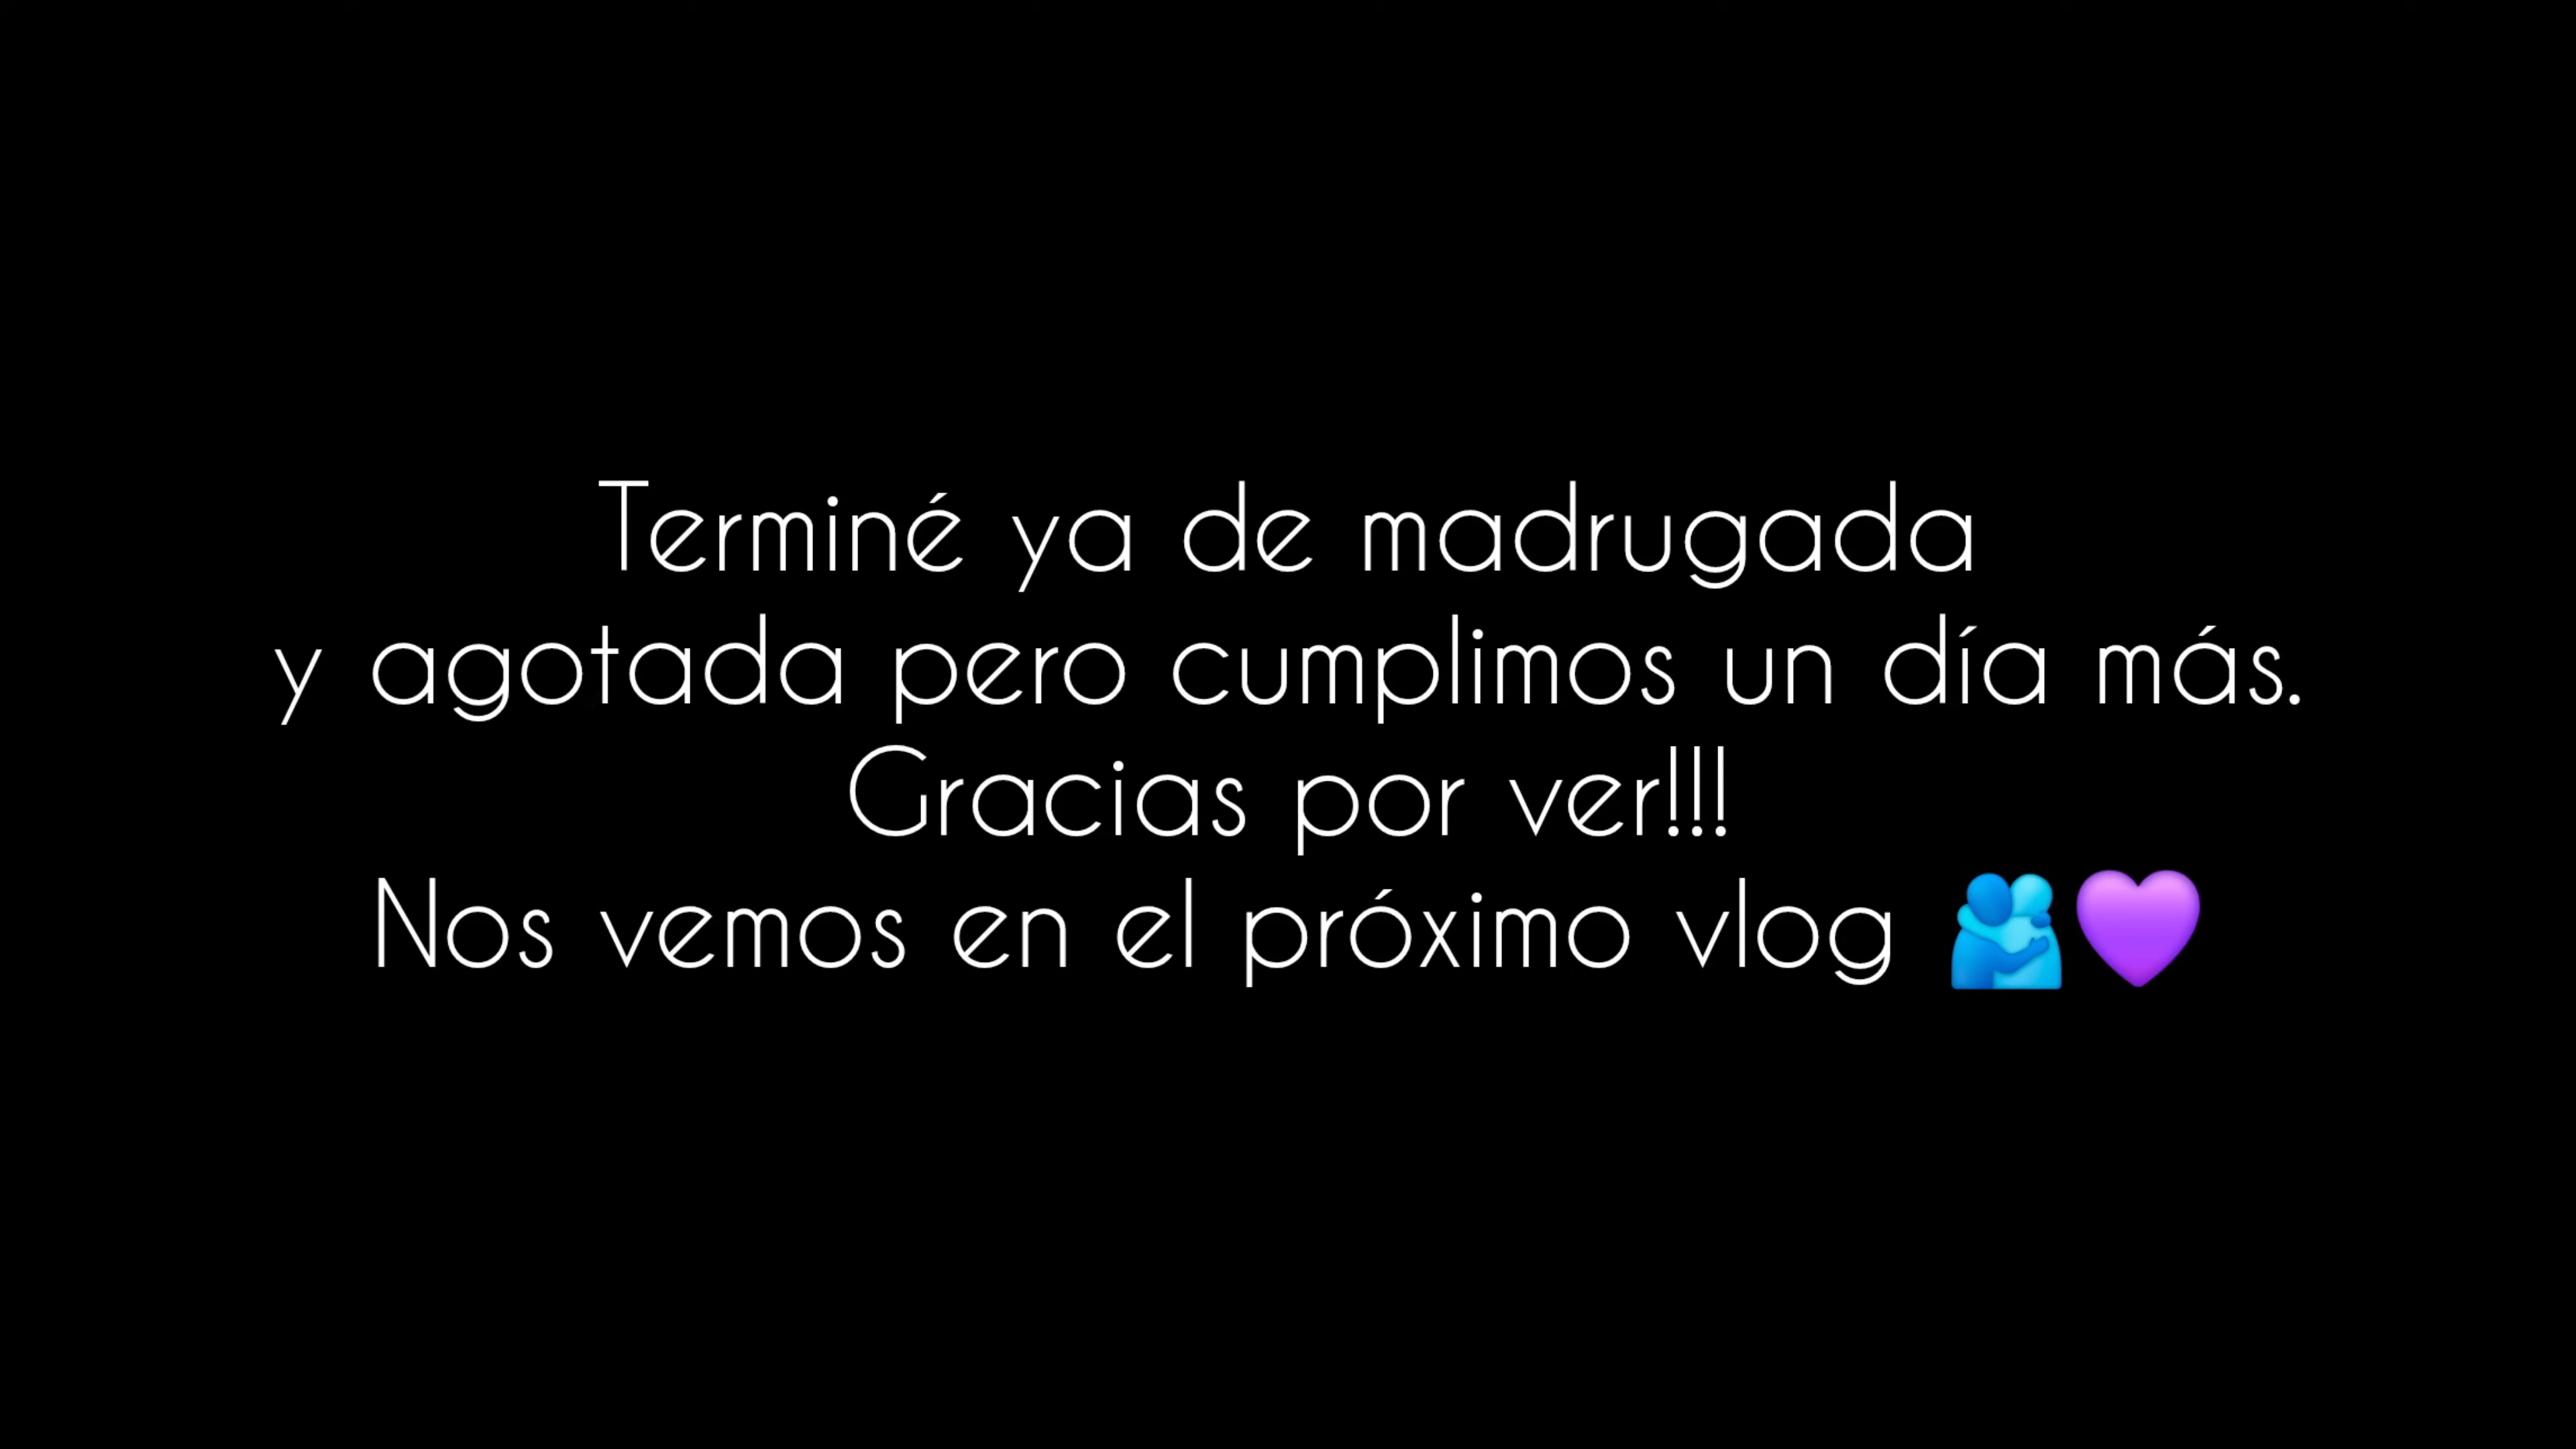 Terminé ya de madrugada
y agotada pero cumplimos un día más.
Gracias por ver!!!
Nos vemos en el próximo vlog 🫂💜